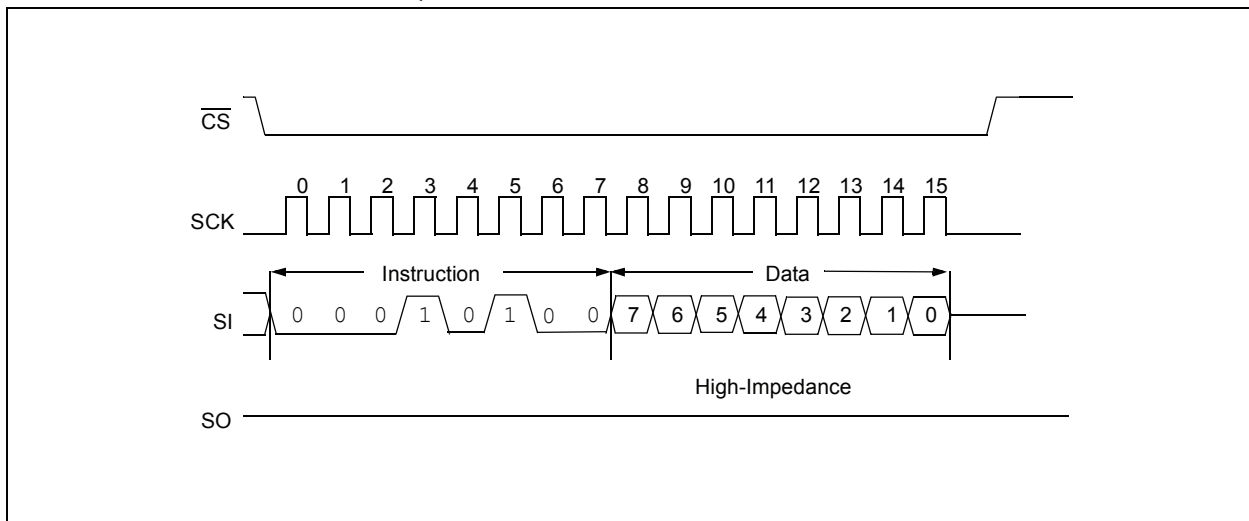 CS
0 1 2 3 4 5 6 7 8 9 10 11 12 13 14 15
SCK
Instruction Data
SI 0 0 0 1 0 1 0 0 7 6 5 4 3 2 1 0
High-Impedance
SO